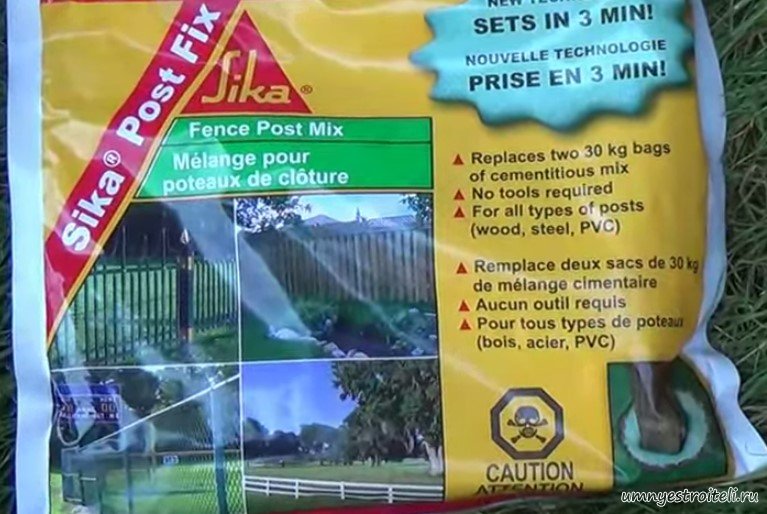 NEW
SETS IN 3 MIN!
NOUVELLE TECHNOLOGIE
PRISE EN 3 MIN!
Sika® Post Fix
Sika®
Fence Post Mix
Mélange pour
poteaux de clôture
Replaces two 30 kg bags
of cementitious mix
No tools required
For all types of posts
(wood, steel, PVC)
Remplace deux sacs de 30 kg
de mélange cimentaire
Aucun outil requis
Pour tous types de poteau
(bois, acier, PVC)
CAUTION
ATTENTION
umnyestroiteli.ru